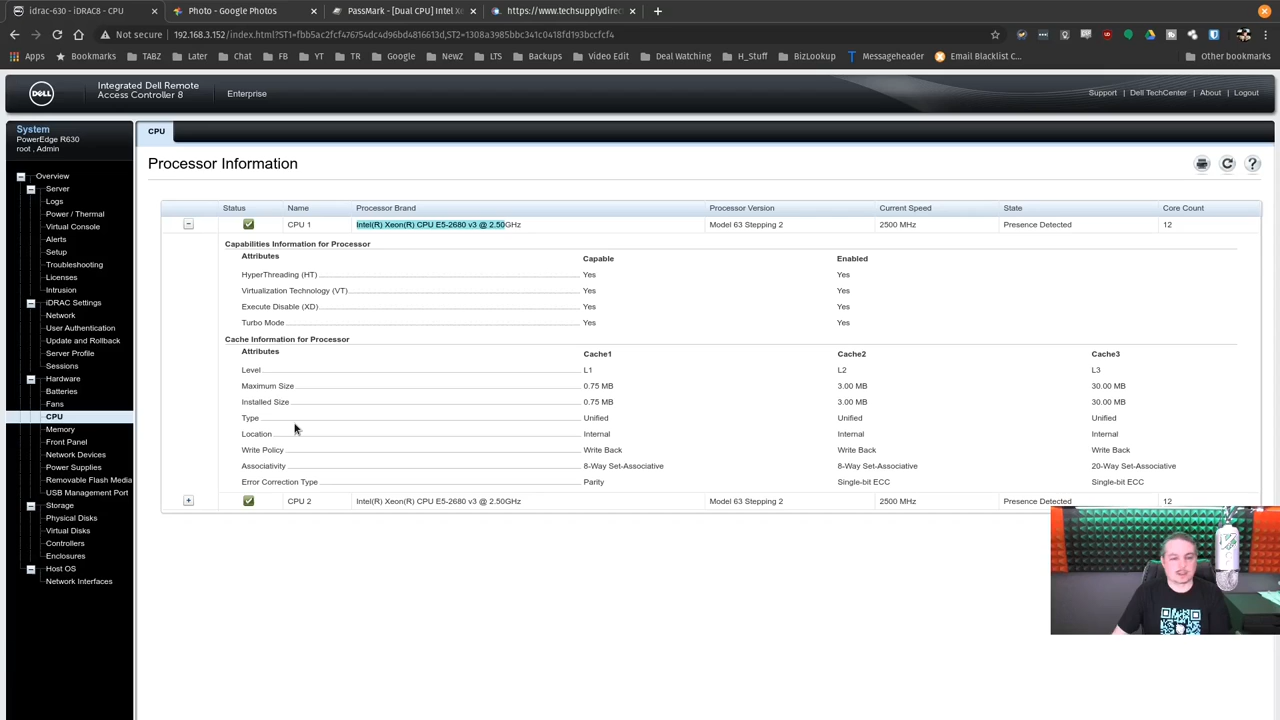 idrac-630 - iDRAC8 - CPU
Photo - Google Photos
PassMark - [Dual CPU] Intel X
https://www.techsupplydirec
Not secure | 192.168.3.152/index.html?ST1=fbb5ac2fcf476754dc4d96bd4816613d,ST2=1308a3985bbc341c0418fd193bccfcf4
Apps
Bookmarks
TABZ
Later
Chat
FB
YT
TR
Google
NewZ
LTS
Backups
Video Edit
Deal Watching
H_Stuff
BizLookup
Messageheader
Email Blacklist C...
Other bookmarks
DELL
Integrated Dell Remote
Access Controller 8
Enterprise
Support | Dell TechCenter | About | Logout
System
PowerEdge R630
root , Admin
Overview
Server
Logs
Power / Thermal
Virtual Console
Alerts
Setup
Troubleshooting
Licenses
Intrusion
iDRAC Settings
Network
User Authentication
Update and Rollback
Server Profile
Sessions
Hardware
Batteries
Fans
CPU
Memory
Front Panel
Network Devices
Power Supplies
Removable Flash Media
USB Management Port
Storage
Physical Disks
Virtual Disks
Controllers
Enclosures
Host OS
Network Interfaces
CPU
Processor Information
Status Name Processor Brand Processor Version Current Speed State Core Count
CPU 1 Intel(R) Xeon(R) CPU E5-2680 v3 @ 2.50GHz Model 63 Stepping 2 2500 MHz Presence Detected 12
Capabilities Information for Processor
Attributes Capable Enabled
HyperThreading (HT) Yes Yes
Virtualization Technology (VT) Yes Yes
Execute Disable (XD) Yes Yes
Turbo Mode Yes Yes
Cache Information for Processor
Attributes Cache1 Cache2 Cache3
Level L1 L2 L3
Maximum Size 0.75 MB 3.00 MB 30.00 MB
Installed Size 0.75 MB 3.00 MB 30.00 MB
Type Unified Unified Unified
Location Internal Internal Internal
Write Policy Write Back Write Back Write Back
Associativity 8-Way Set-Associative 8-Way Set-Associative 20-Way Set-Associative
Error Correction Type Parity Single-bit ECC Single-bit ECC
CPU 2 Intel(R) Xeon(R) CPU E5-2680 v3 @ 2.50GHz Model 63 Stepping 2 2500 MHz Presence Detected 12